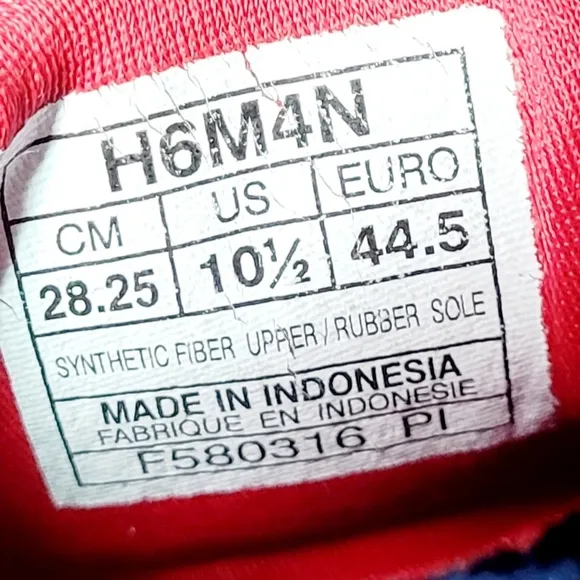 H6M4N
CM US EURO
28.25 10½ 44.5
SYNTHETIC FIBER UPPER/RUBBER SOLE
MADE IN INDONESIA
FABRIQUE EN INDONESIE
F580316 PI